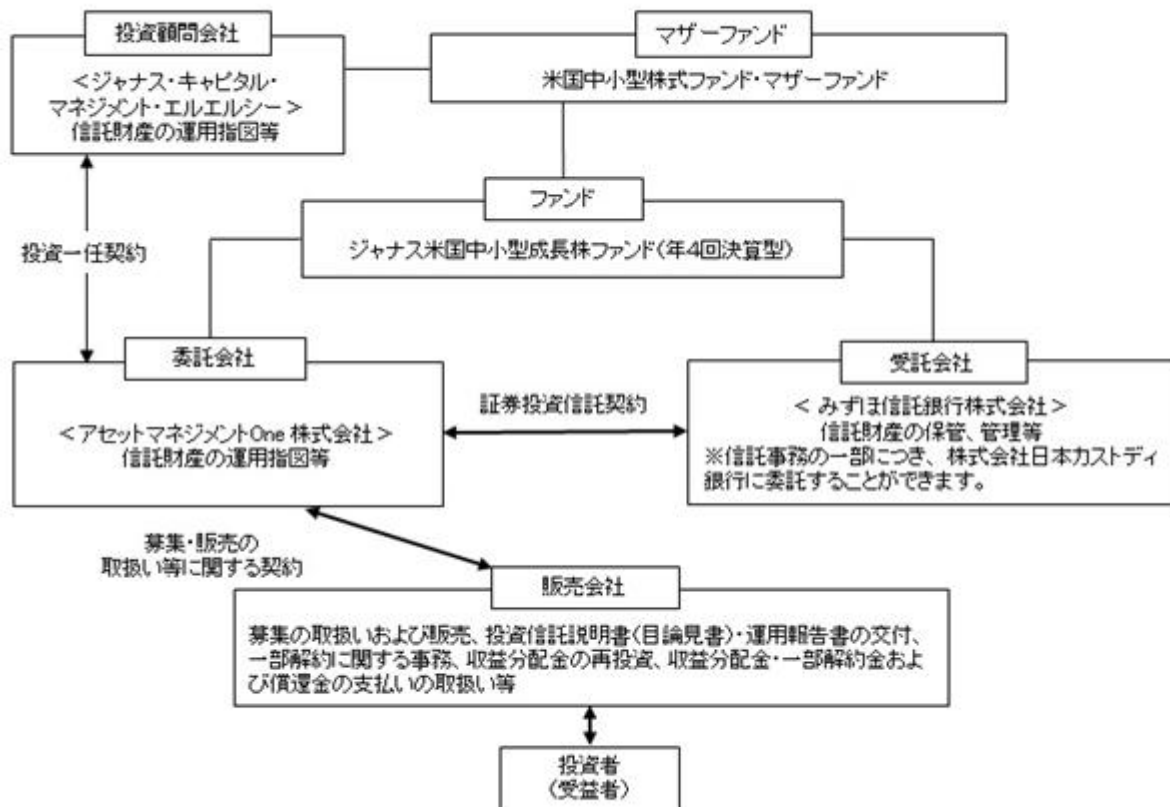 投資顧問会社
<ジャナス・キャピタル・
マネジメント・エルエルシー>
信託財産の運用指図等
マザーファンド
米国中小型株式ファンド・マザーファンド
ファンド
ジャナス米国中小型成長株ファンド(年4回決算型)
投資一任契約
委託会社
<アセットマネジメントOne 株式会社>
信託財産の運用指図等
証券投資信託契約
受託会社
< みずほ信託銀行株式会社>
信託財産の保管、管理等
※信託事務の一部につき、株式会社日本カストディ
銀行に委託することができます。
募集・販売の
取扱い等に関する契約
販売会社
募集の取扱いおよび販売、投資信託説明書(目論見書)・運用報告書の交付、
一部解約に関する事務、収益分配金の再投資、収益分配金・一部解約金およ
び償還金の支払いの取扱い等
投資者
(受益者)